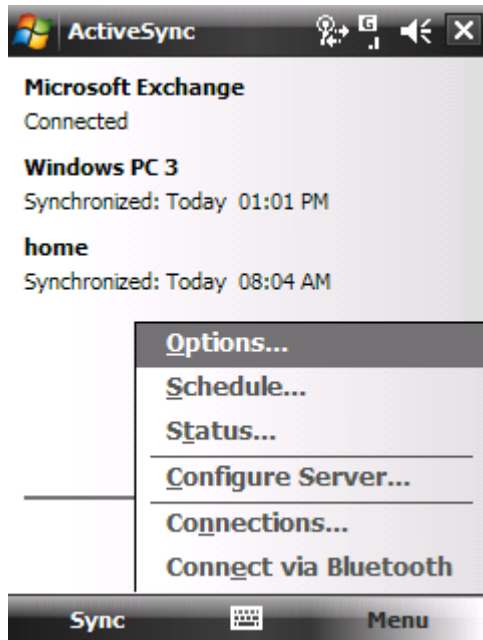 ActiveSync
G
Microsoft Exchange
Connected
Windows PC 3
Synchronized: Today 01:01 PM
home
Synchronized: Today 08:04 AM
Options...
Schedule...
Status...
Configure Server...
Connections...
Connect via Bluetooth
Sync
Menu